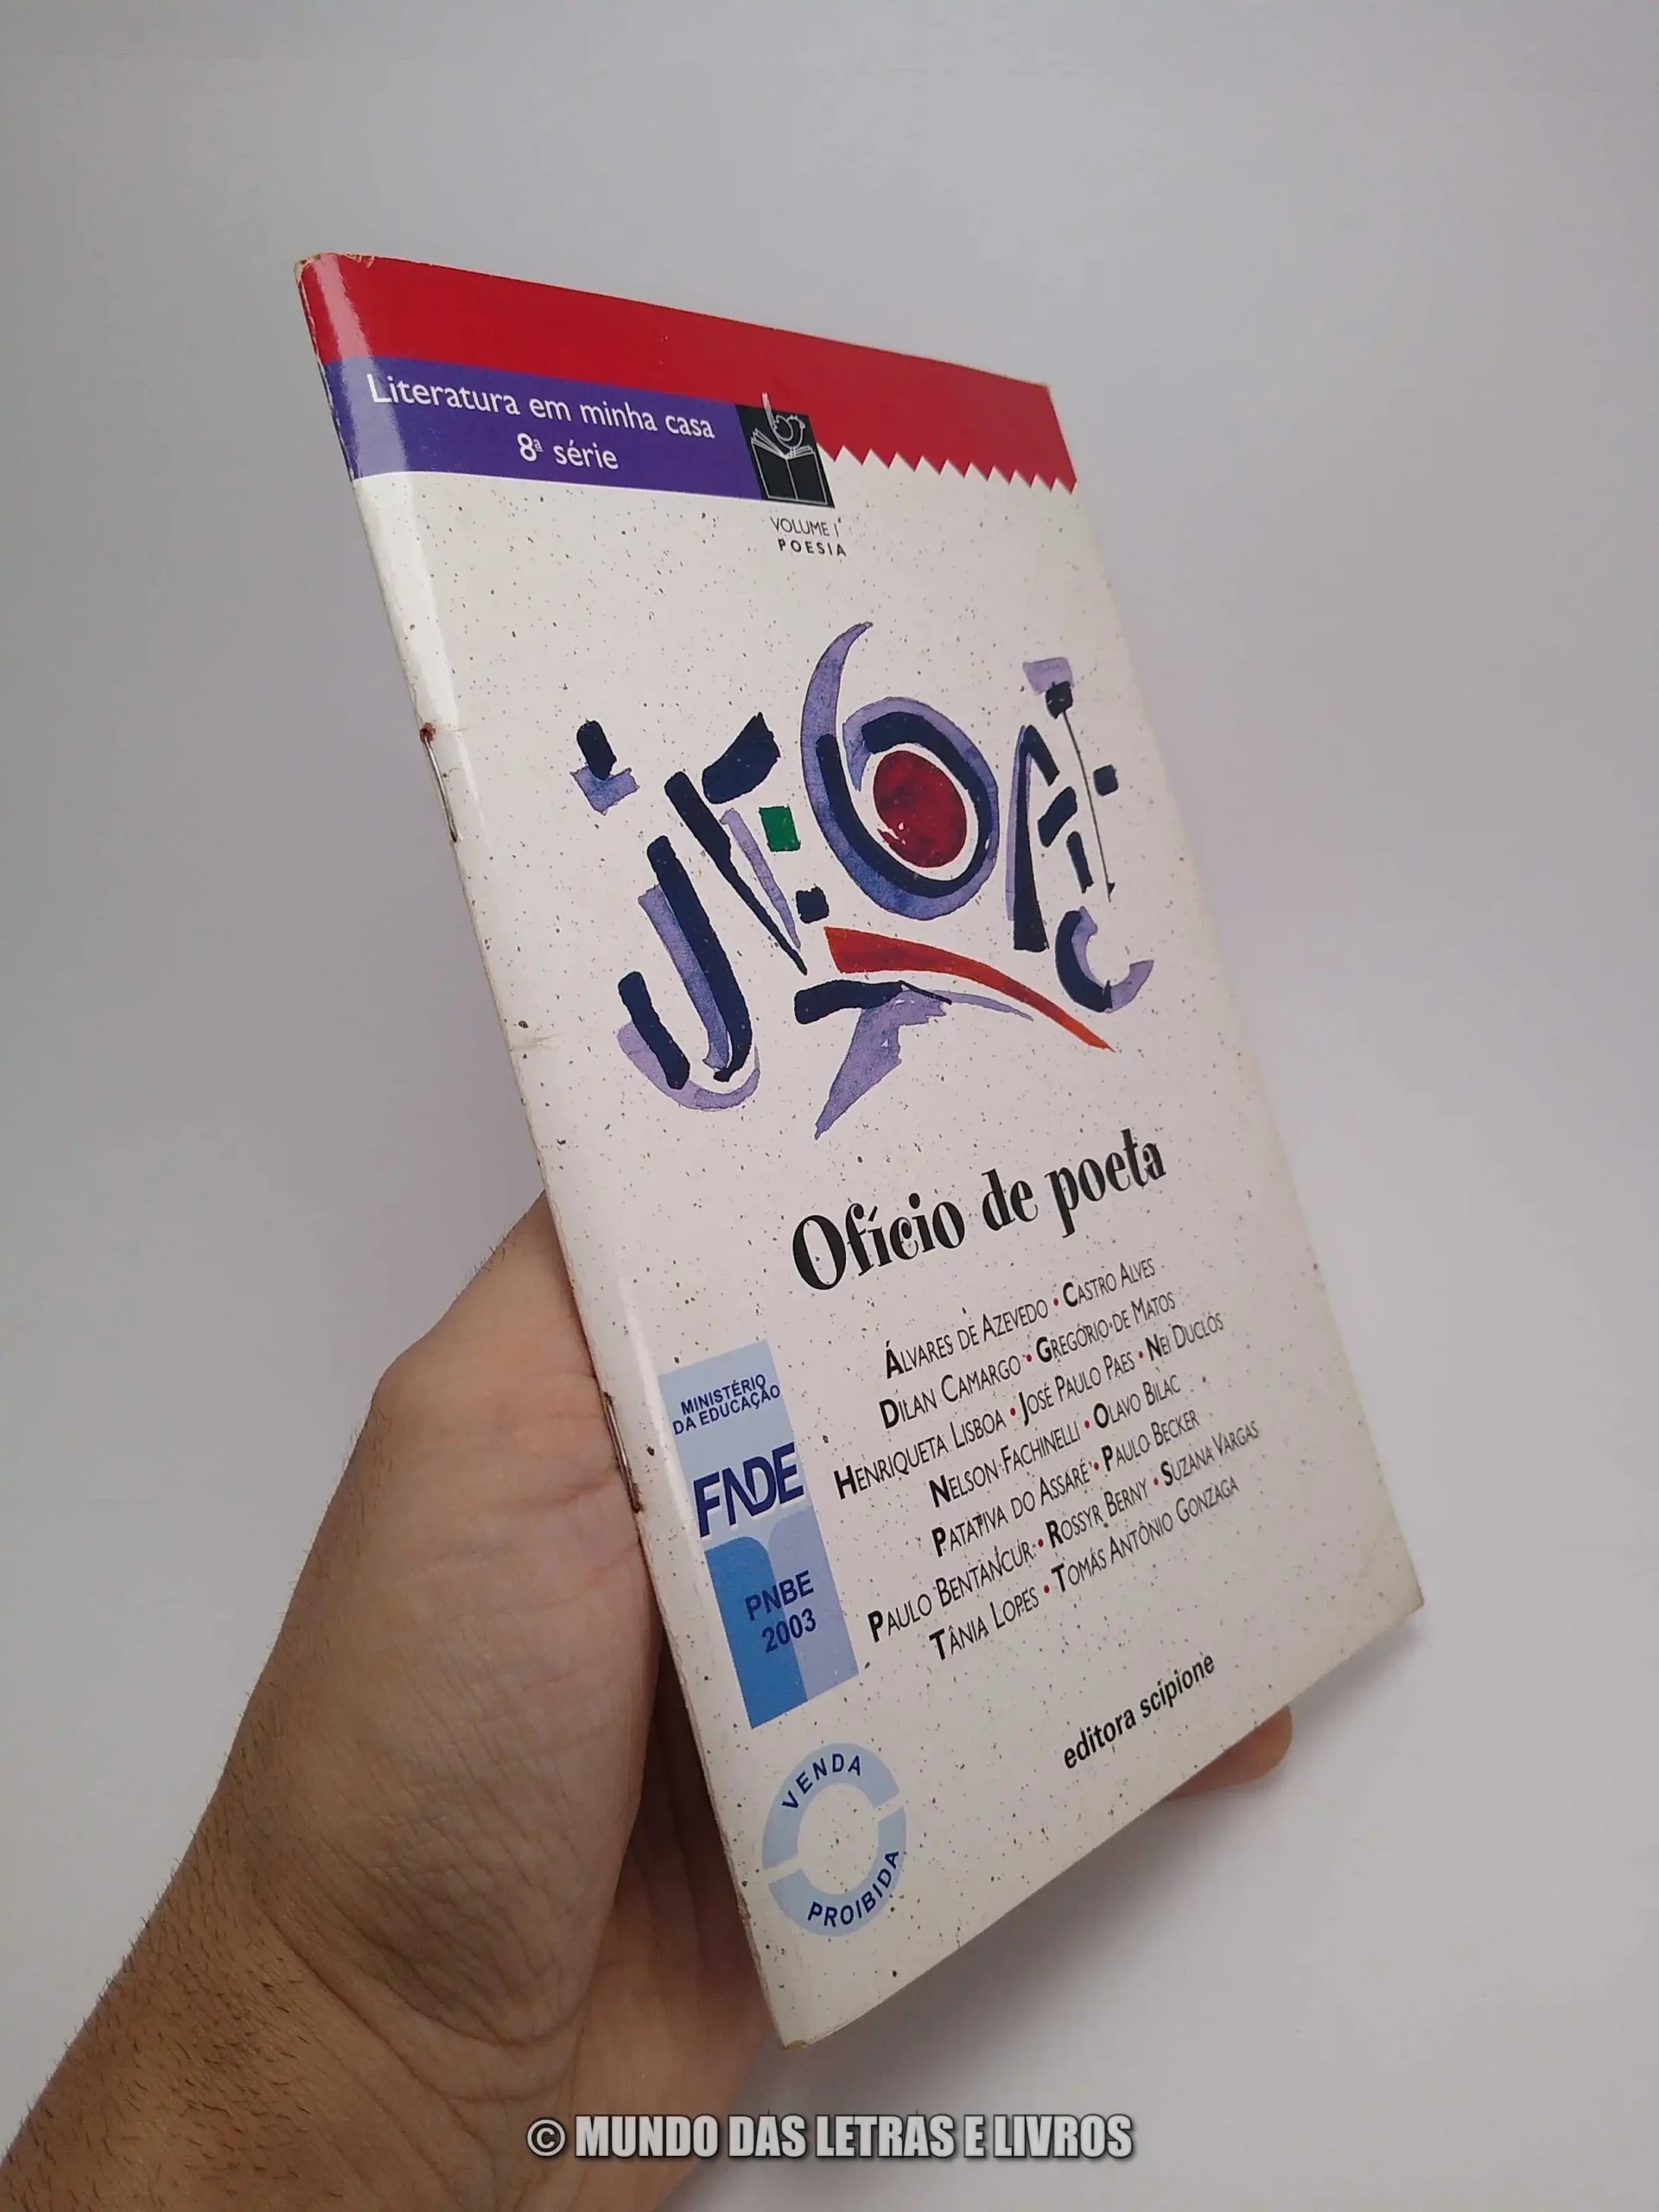 Literatura em minha casa
8ª série
VOLUME 1
POESIA
Ofício de poeta
ÁLVARES DE AZEVEDO • CASTRO ALVES
DILAN CAMARGO • GREGÓRIO DE MATOS
HENRIQUETA LISBOA • JOSÉ PAULO PAES • NEI DUCLÓS
NELSON FACHINELLI • OLAVO BILAC
PATATIVA DO ASSARÉ • PAULO BECKER
PAULO BENTANCUR • ROSSYR BERNY • SUZANA VARGAS
TÂNIA LOPES • TOMÁS ANTÔNIO GONZAGA
MINISTÉRIO
DA EDUCAÇÃO
FNDE
PNBE
2003
VENDA
PROIBIDA
editora scipione
© MUNDO DAS LETRAS E LIVROS